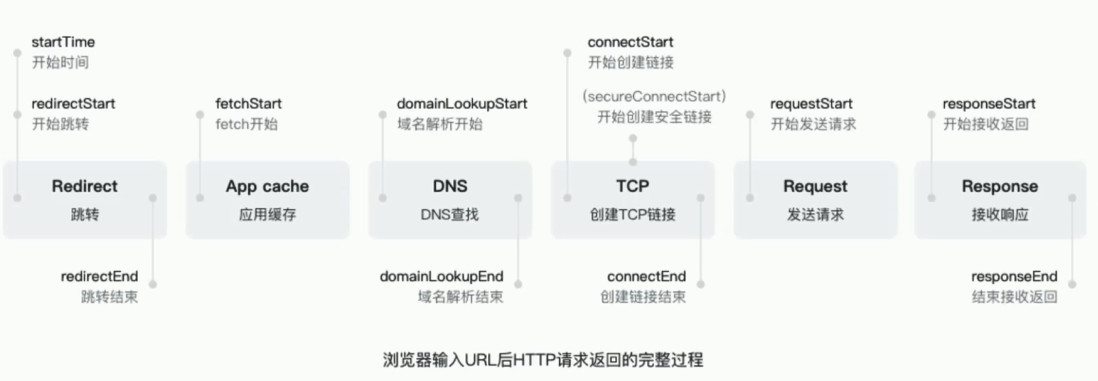 startTime
开始时间
redirectStart
开始跳转
Redirect
跳转
redirectEnd
跳转结束
fetchStart
fetch开始
App cache
应用缓存
domainLookupStart
域名解析开始
DNS
DNS查找
domainLookupEnd
域名解析结束
connectStart
开始创建链接
(secureConnectStart)
开始创建安全链接
TCP
创建TCP链接
connectEnd
创建链接结束
requestStart
开始发送请求
Request
发送请求
responseStart
开始接收返回
Response
接收响应
responseEnd
结束接收返回
浏览器输入URL后HTTP请求返回的完整过程